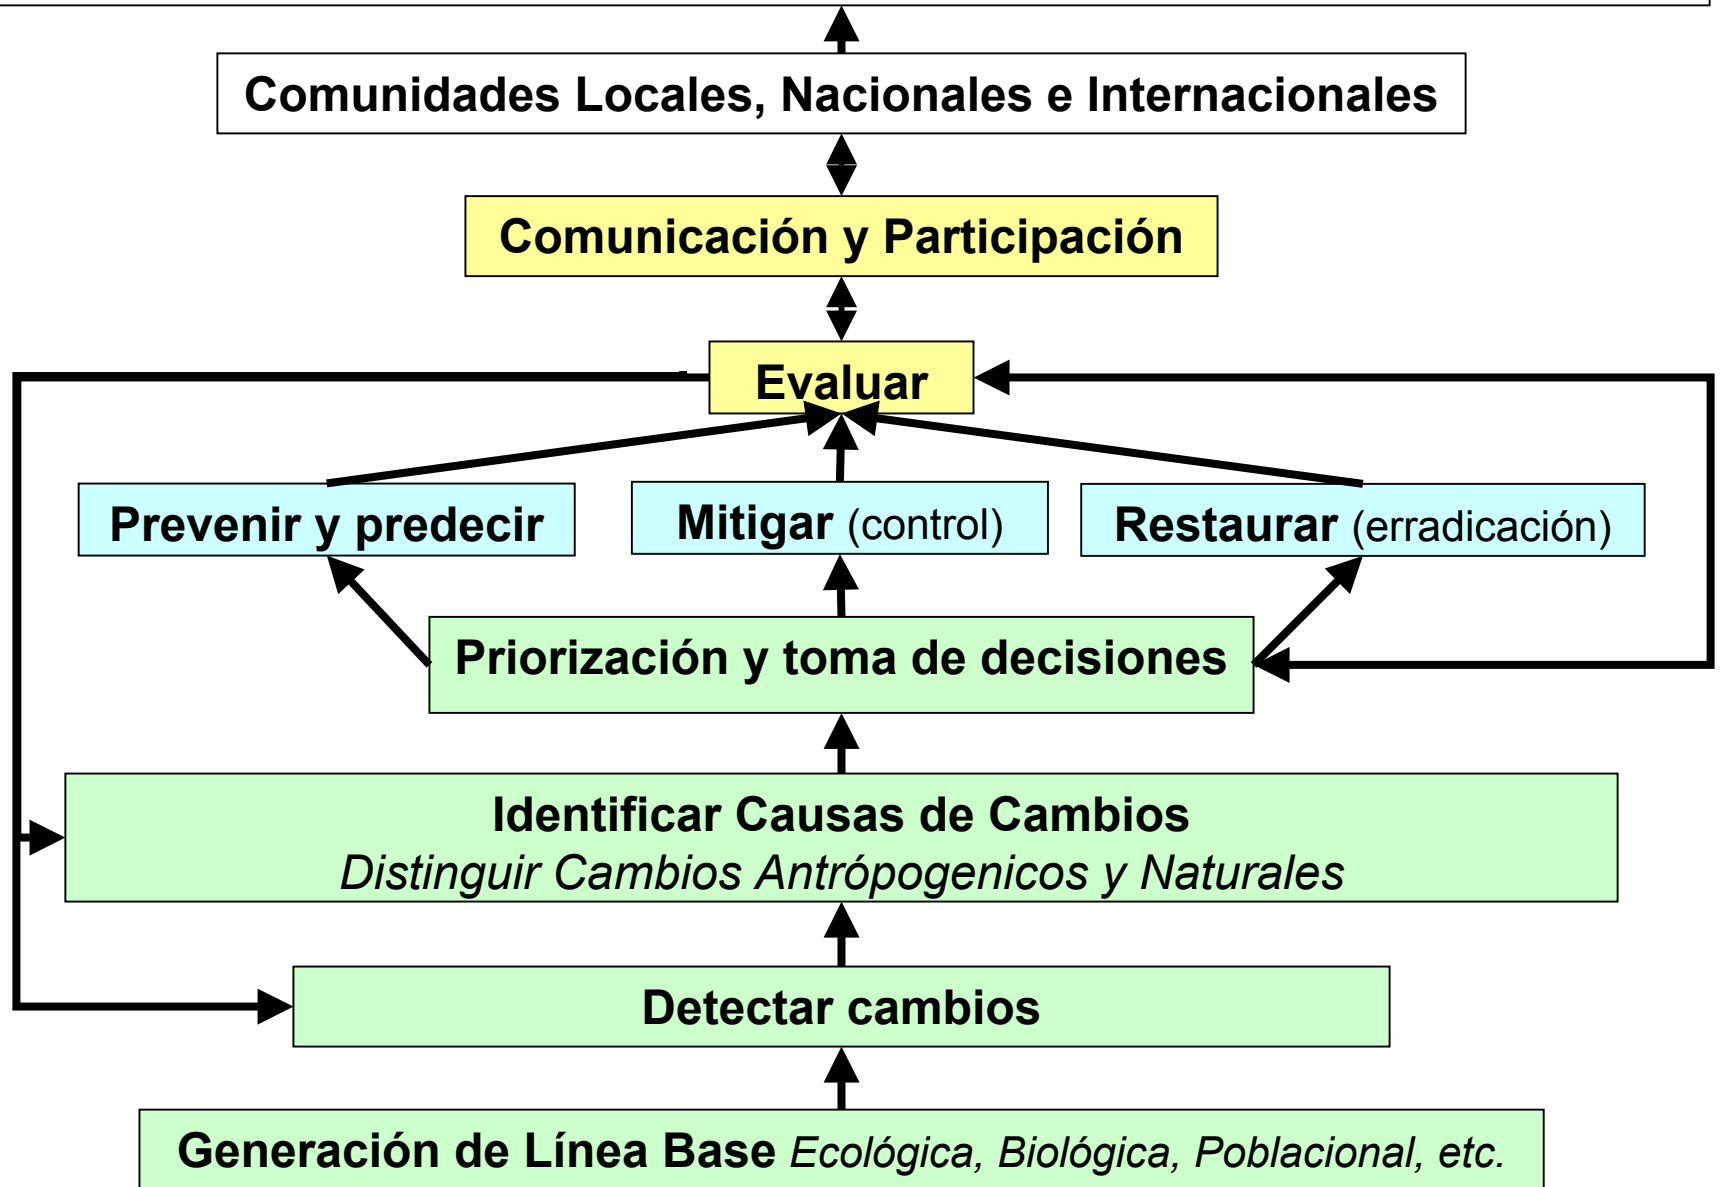 Comunidades Locales, Nacionales e Internacionales
Comunicación y Participación
Evaluar
Prevenir y predecir
Mitigar (control)
Restaurar (erradicación)
Priorización y toma de decisiones
Identificar Causas de Cambios
Distinguir Cambios Antrópogenicos y Naturales
Detectar cambios
Generación de Línea Base Ecológica, Biológica, Poblacional, etc.